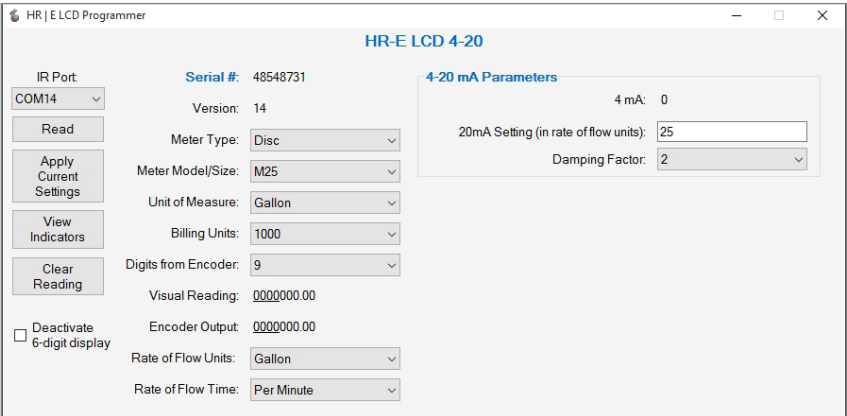 HR | E LCD Programmer
HR-E LCD 4-20
IR Port:
COM14
Read
Apply
Current
Settings
View
Indicators
Clear
Reading
Deactivate
6-digit display
Serial #: 48548731
Version: 14
Meter Type: Disc
Meter Model/Size: M25
Unit of Measure: Gallon
Billing Units: 1000
Digits from Encoder: 9
Visual Reading: 0000000.00
Encoder Output: 0000000.00
Rate of Flow Units: Gallon
Rate of Flow Time: Per Minute
4-20 mA Parameters
4 mA: 0
20mA Setting (in rate of flow units): 25
Damping Factor: 2